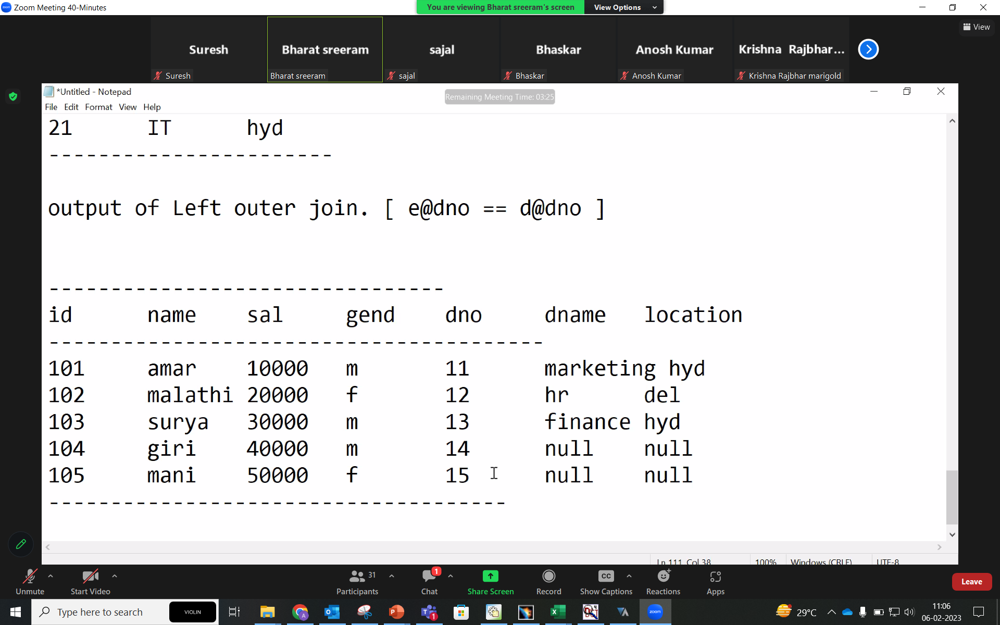 Zoom Meeting 40-Minutes
You are viewing Bharat sreeram's screen
View Options
View
Suresh
Bharat sreeram
sajal
Bhaskar
Anosh Kumar
Krishna Rajbhar...
Suresh
Bharat sreeram
sajal
Bhaskar
Anosh Kumar
Krishna Rajbhar marigold
*Untitled - Notepad
Remaining Meeting Time: 03:25
File Edit Format View Help
21 IT hyd
-----------------------
output of Left outer join. [ e@dno == d@dno ]
--------------------------------
id name sal gend dno dname location
----------------------------------------
101 amar 10000 m 11 marketing hyd
102 malathi 20000 f 12 hr del
103 surya 30000 m 13 finance hyd
104 giri 40000 m 14 null null
105 mani 50000 f 15 null null
-------------------------------------
Ln 111, Col 38 100% Windows (CRLF) UTF-8
Unmute
Start Video
31
Participants
1
Chat
Share Screen
Record
CC
Show Captions
Reactions
Apps
Leave
Type here to search
VIOLIN
1
zoom
29°C
11:06
06-02-2023